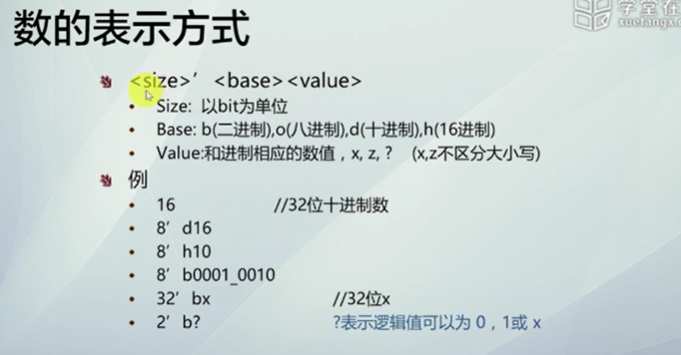 学堂在
xuetangx.c
数的表示方式
<size>’ <base><value>
Size: 以bit为单位
Base: b(二进制),o(八进制),d(十进制),h(16进制)
Value:和进制相应的数值，x, z, ? (x,z不区分大小写)
例
16 //32位十进制数
8’ d16
8’ h10
8’ b0001_0010
32’ bx //32位x
2’ b? ?表示逻辑值可以为 0，1或 x